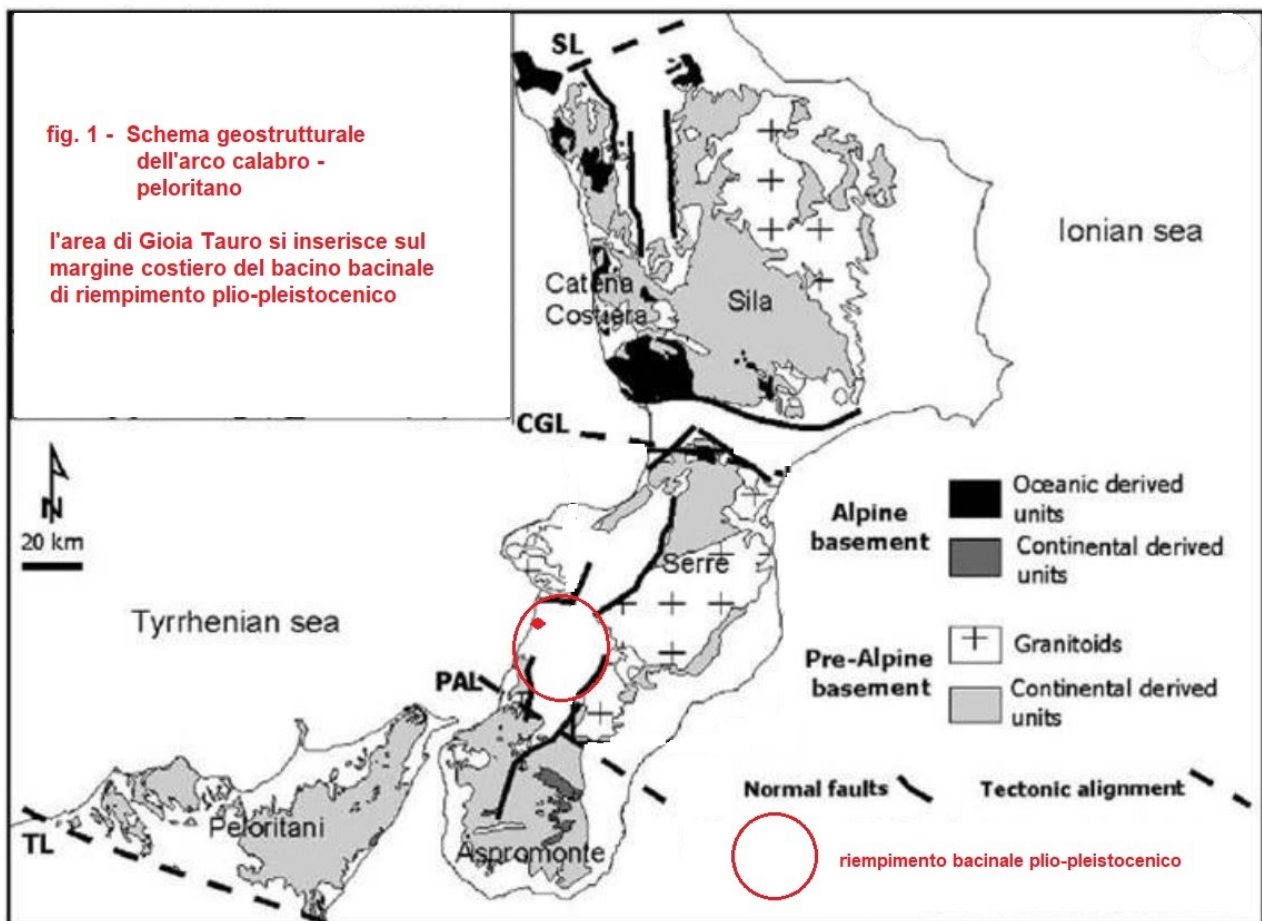 fig. 1 - Schema geostrutturale
dell'arco calabro -
peloritano
l'area di Gioia Tauro si inserisce sul
margine costiero del bacino bacinale
di riempimento plio-pleistocenico
SL
Ionian sea
Catena
Costiera
Sila
CGL
N
20 km
Alpine
basement
Oceanic derived
units
Continental derived
units
Serre
Tyrrhenian sea
Pre-Alpine
basement
Granitoids
Continental derived
units
PAL
Normal faults
Tectonic alignment
Peloritani
TL
Aspromonte
riempimento bacinale plio-pleistocenico